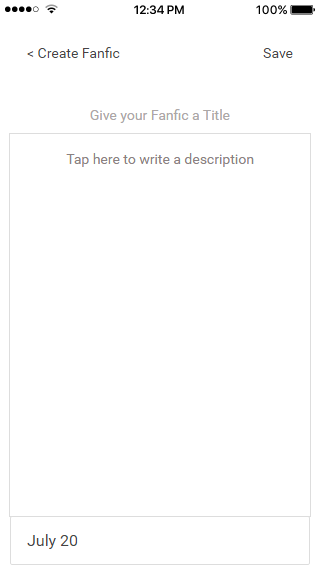 12:34 PM
100%
< Create Fanfic
Save
Give your Fanfic a Title
Tap here to write a description
July 20